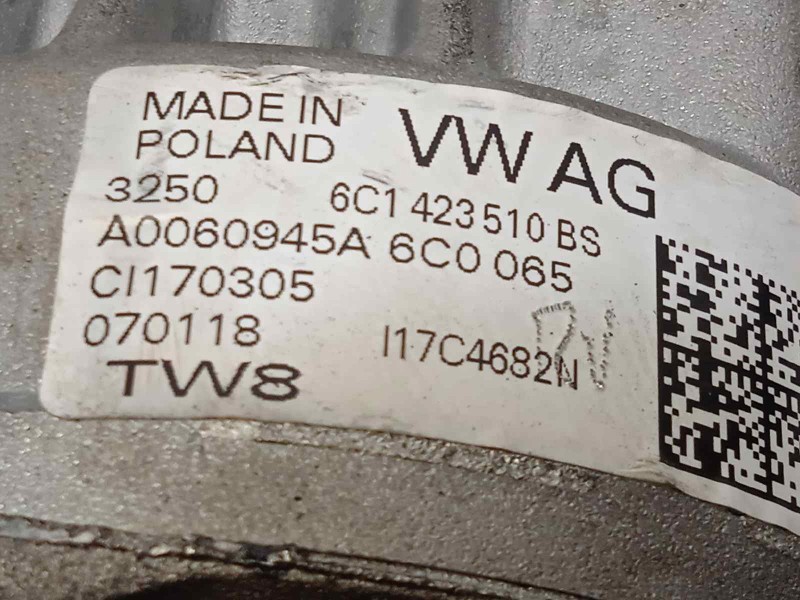 MADE IN
POLAND
VW AG
3250
6C1 423 510 BS
A0060945A
6C0 065
CI170305
070118
I17C4682N
TW8